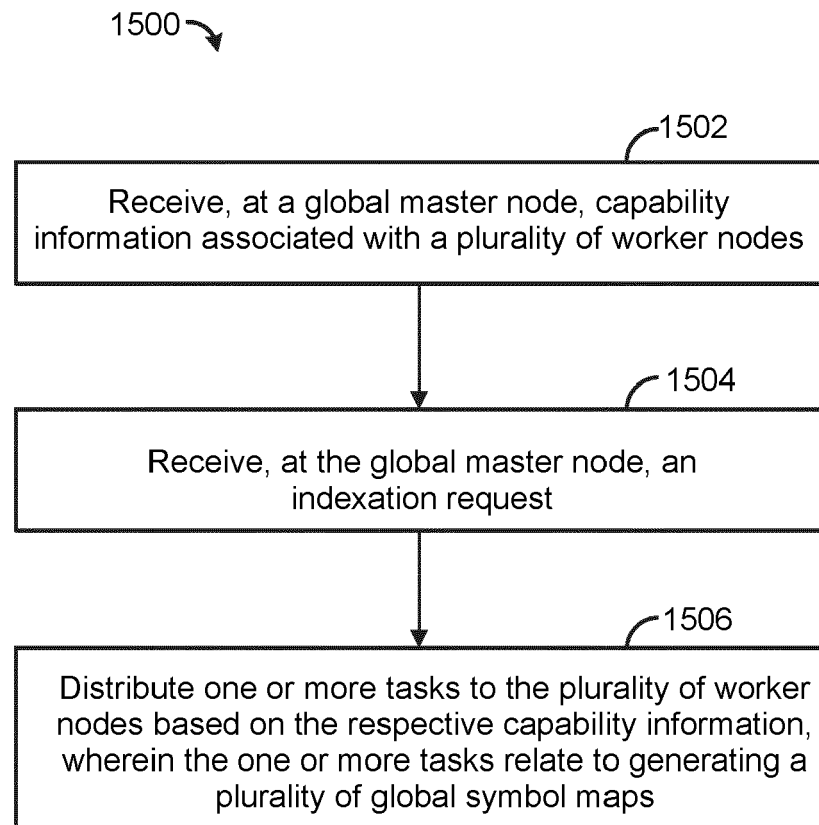 1500
1502
Receive, at a global master node, capability
information associated with a plurality of worker nodes
1504
Receive, at the global master node, an
indexation request
1506
Distribute one or more tasks to the plurality of worker
nodes based on the respective capability information,
wherein the one or more tasks relate to generating a
plurality of global symbol maps